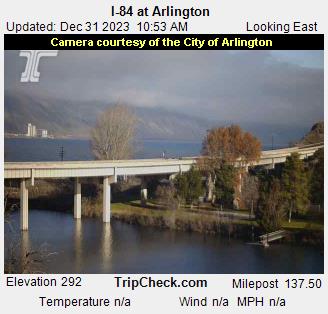 I-84 at Arlington
Updated: Dec 31 2023 10:53 AM Looking East
Camera courtesy of the City of Arlington
Elevation 292 TripCheck.com Milepost 137.50
Temperature n/a Wind n/a MPH n/a